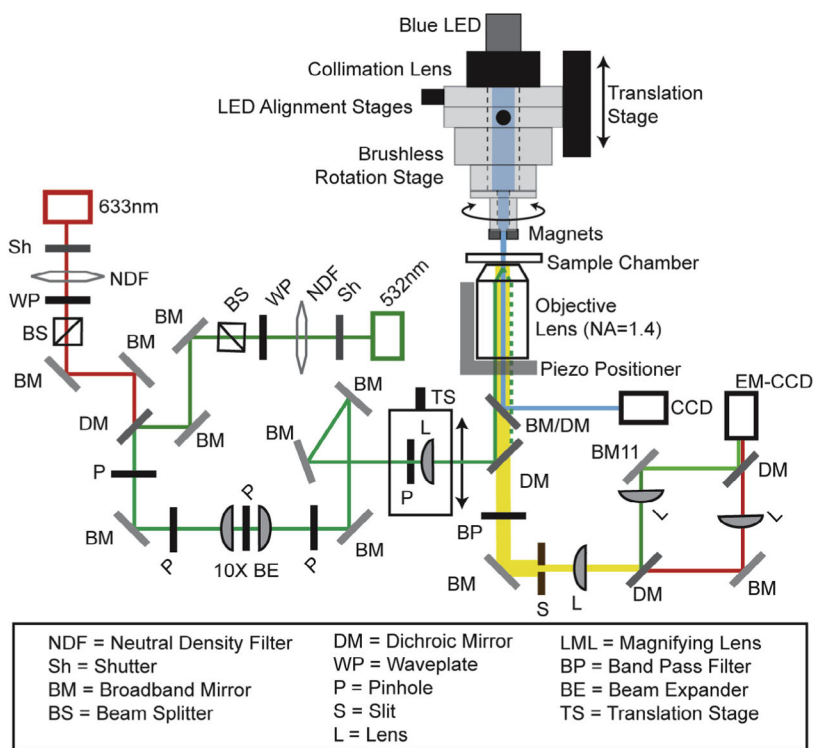 Blue LED
Collimation Lens
LED Alignment Stages
Translation
Stage
Brushless
Rotation Stage
Magnets
Sample Chamber
Objective
Lens (NA=1.4)
Piezo Positioner
633nm
Sh
NDF
WP
BS
BM
BM
BM
BS
WP
NDF
Sh
532nm
DM
BM
P
BM
P
P
10X BE
P
BM
BM
BM
TS
L
P
BM/DM
DM
CCD
EM-CCD
BM11
DM
L
L
BP
BM
S
L
DM
BM
NDF = Neutral Density Filter
Sh = Shutter
BM = Broadband Mirror
BS = Beam Splitter
DM = Dichroic Mirror
WP = Waveplate
P = Pinhole
S = Slit
L = Lens
LML = Magnifying Lens
BP = Band Pass Filter
BE = Beam Expander
TS = Translation Stage